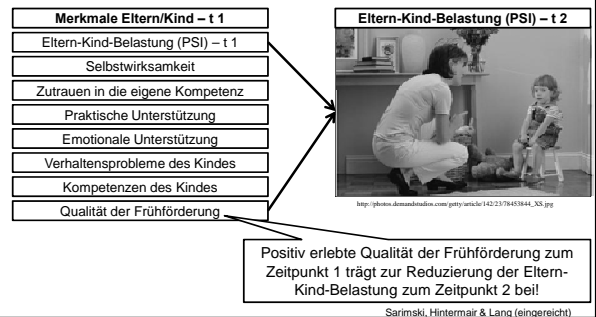 Merkmale Eltern/Kind – t 1
Eltern-Kind-Belastung (PSI) – t 1
Selbstwirksamkeit
Zutrauen in die eigene Kompetenz
Praktische Unterstützung
Emotionale Unterstützung
Verhaltensprobleme des Kindes
Kompetenzen des Kindes
Qualität der Frühförderung
Eltern-Kind-Belastung (PSI) – t 2
http://photos.demandstudios.com/getty/article/142/23/78453844_XS.jpg
Positiv erlebte Qualität der Frühförderung zum
Zeitpunkt 1 trägt zur Reduzierung der Eltern-
Kind-Belastung zum Zeitpunkt 2 bei!
Sarimski, Hintermair & Lang (eingereicht)